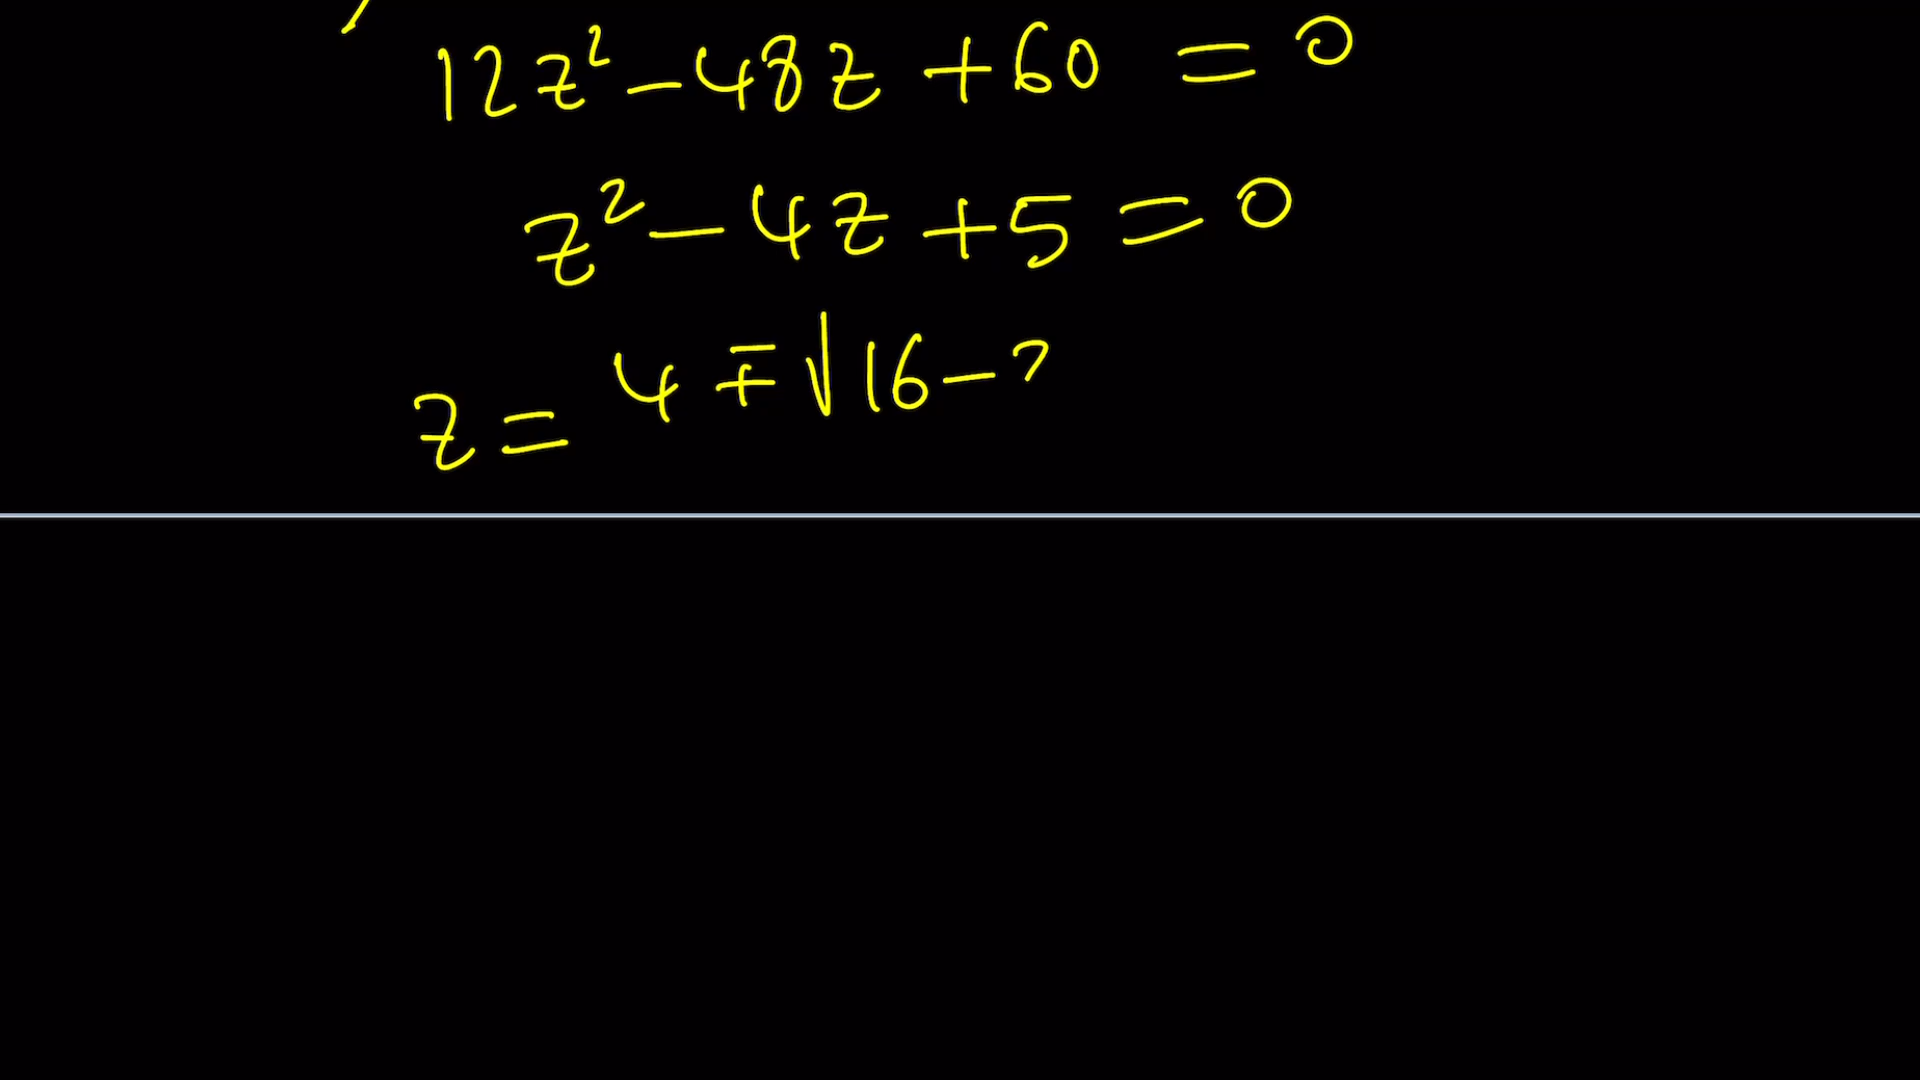 12z² − 48z + 60 = 0
z² − 4z + 5 = 0
z = 4 ∓ √16 −